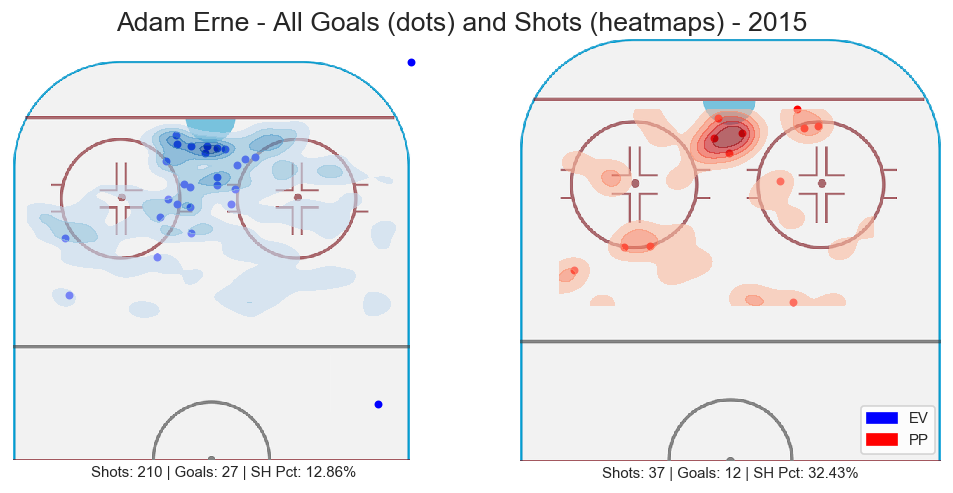 Adam Erne - All Goals (dots) and Shots (heatmaps) - 2015
EV
PP
Shots: 210 | Goals: 27 | SH Pct: 12.86%
Shots: 37 | Goals: 12 | SH Pct: 32.43%